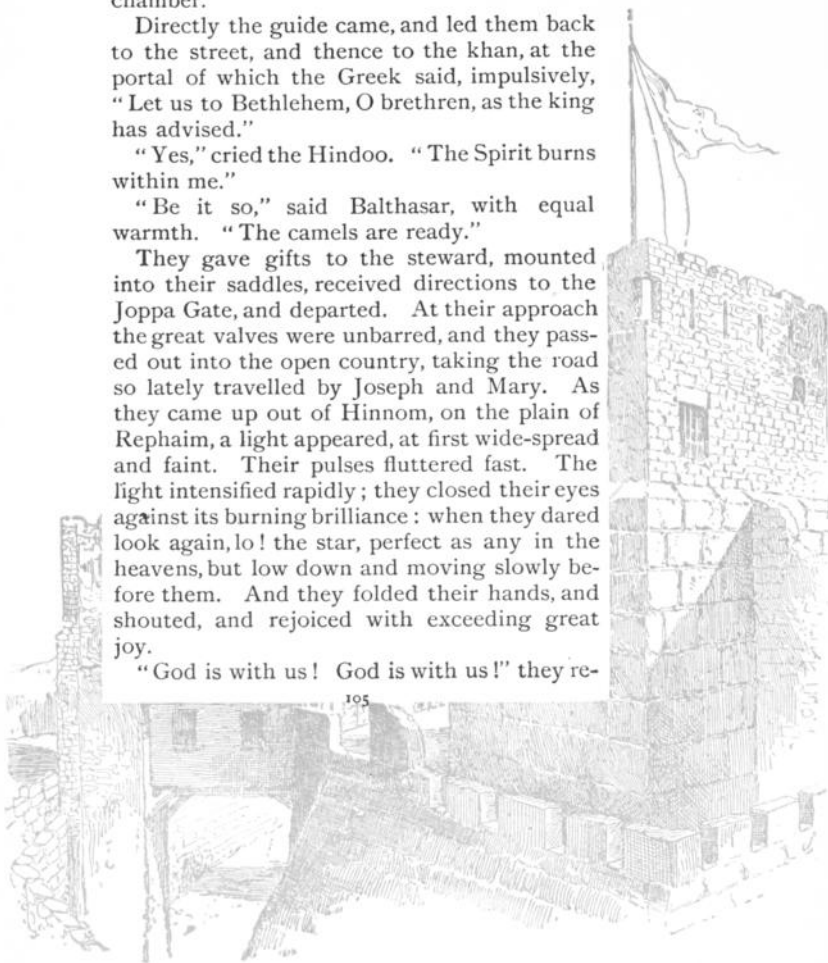 chamber.
Directly the guide came, and led them back
to the street, and thence to the khan, at the
portal of which the Greek said, impulsively,
“Let us to Bethlehem, O brethren, as the king
has advised.”
“Yes,” cried the Hindoo. “The Spirit burns
within me.”
“Be it so,” said Balthasar, with equal
warmth. “The camels are ready.”
They gave gifts to the steward, mounted
into their saddles, received directions to the
Joppa Gate, and departed. At their approach
the great valves were unbarred, and they pass-
ed out into the open country, taking the road
so lately travelled by Joseph and Mary. As
they came up out of Hinnom, on the plain of
Rephaim, a light appeared, at first wide-spread
and faint. Their pulses fluttered fast. The
light intensified rapidly; they closed their eyes
against its burning brilliance: when they dared
look again, lo! the star, perfect as any in the
heavens, but low down and moving slowly be-
fore them. And they folded their hands, and
shouted, and rejoiced with exceeding great
joy.
“God is with us! God is with us!” they re-
105